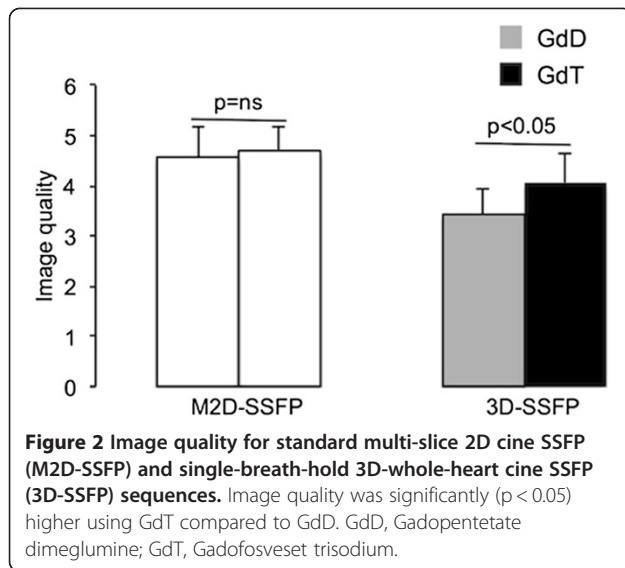 GdD
GdT
6
5
4
3
2
1
0
Image quality
p=ns
p<0.05
M2D-SSFP
3D-SSFP
Figure 2 Image quality for standard multi-slice 2D cine SSFP
(M2D-SSFP) and single-breath-hold 3D-whole-heart cine SSFP
(3D-SSFP) sequences. Image quality was significantly (p < 0.05)
higher using GdT compared to GdD. GdD, Gadopentetate
dimeglumine; GdT, Gadofosveset trisodium.